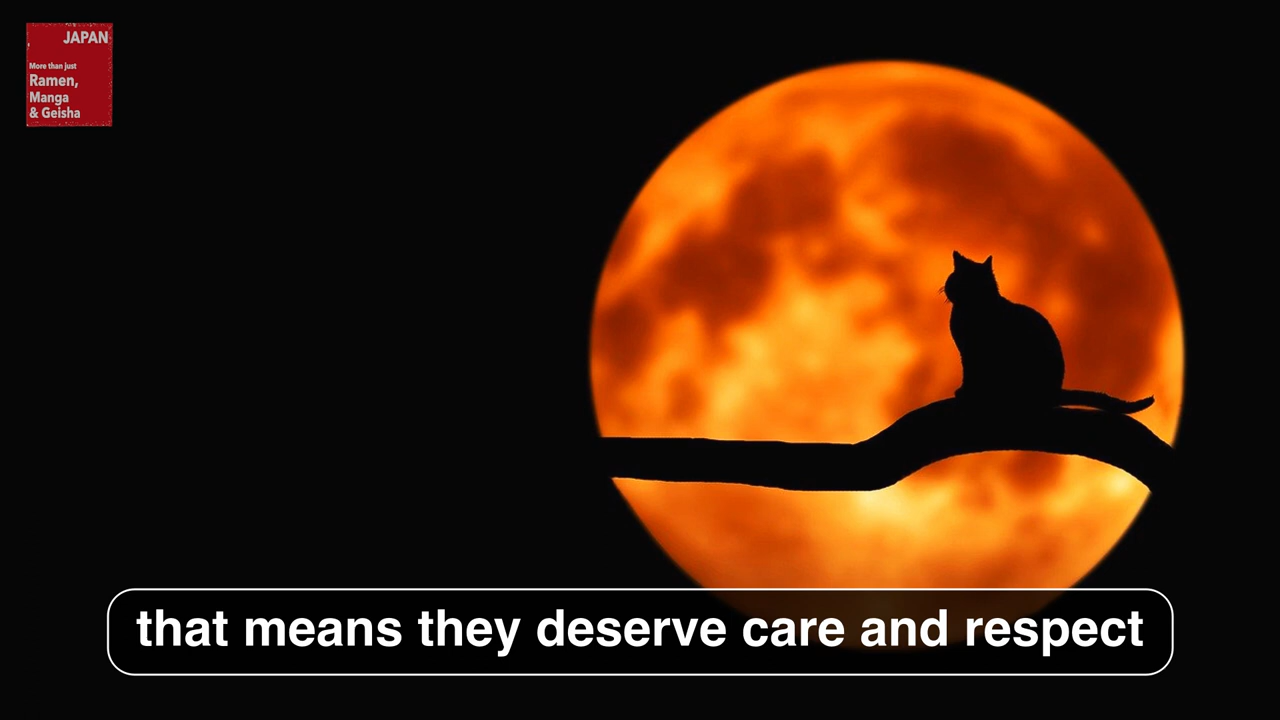 JAPAN
More than just
Ramen,
Manga
& Geisha
that means they deserve care and respect